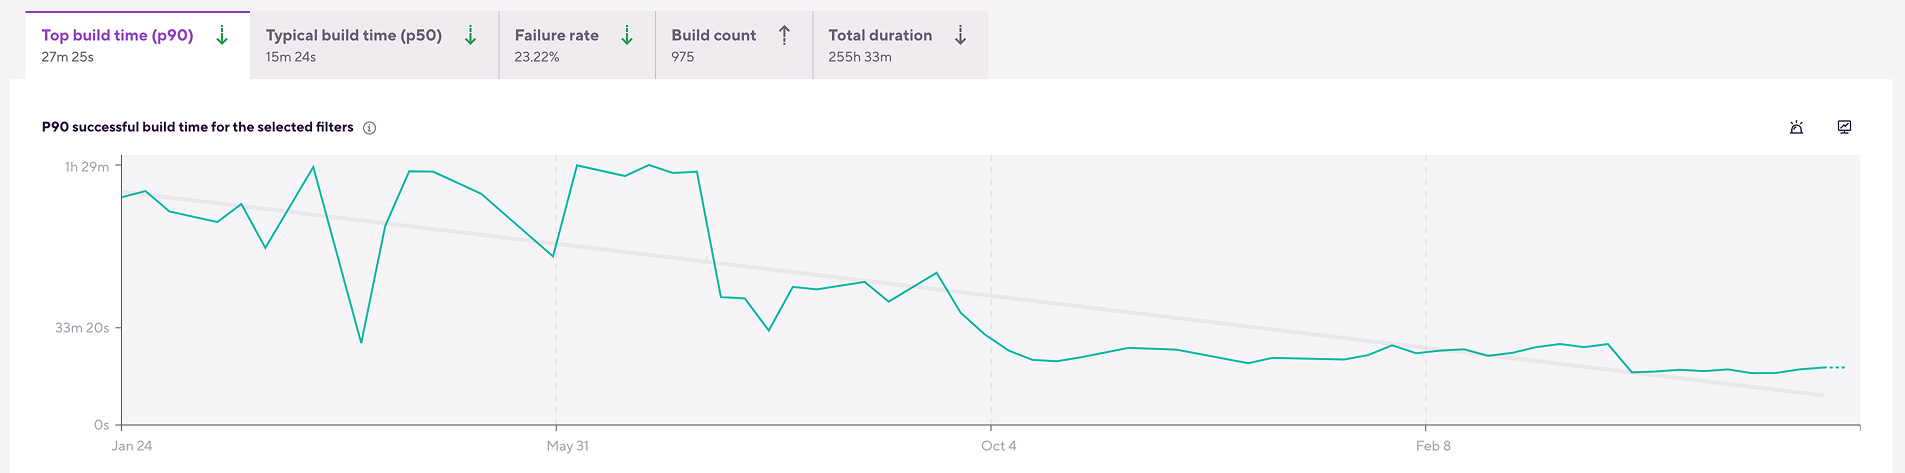 Top build time (p90)
27m 25s
Typical build time (p50)
15m 24s
Failure rate
23.22%
Build count
975
Total duration
255h 33m
P90 successful build time for the selected filters
1h 29m
33m 20s
0s
Jan 24
May 31
Oct 4
Feb 8